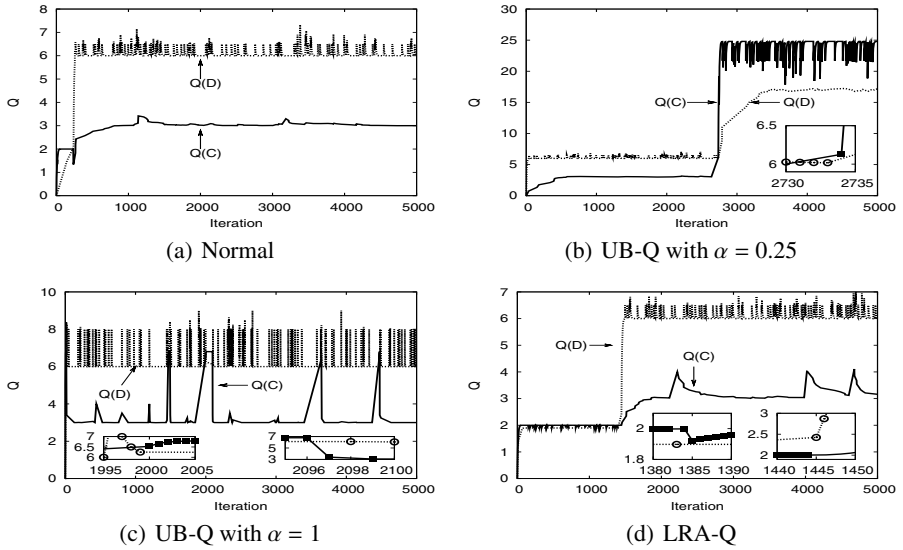 8
7
6
5
4
3
2
1
0
Q
Q(D)
Q(C)
0 1000 2000 3000 4000 5000
Iteration
(a) Normal
30
25
20
15
10
5
0
Q
Q(C)
Q(D)
6.5
6
2730 2735
0 1000 2000 3000 4000 5000
Iteration
(b) UB-Q with α = 0.25
10
8
6
4
2
0
Q
Q(D)
Q(C)
7
6.5
6
1995 2000 2005
7
5
3
2096 2098 2100
0 1000 2000 3000 4000 5000
Iteration
(c) UB-Q with α = 1
7
6
5
4
3
2
1
0
Q
Q(D)
Q(C)
2
1.8
1380 1385 1390
3
2.5
2
1440 1445 1450
0 1000 2000 3000 4000 5000
Iteration
(d) LRA-Q